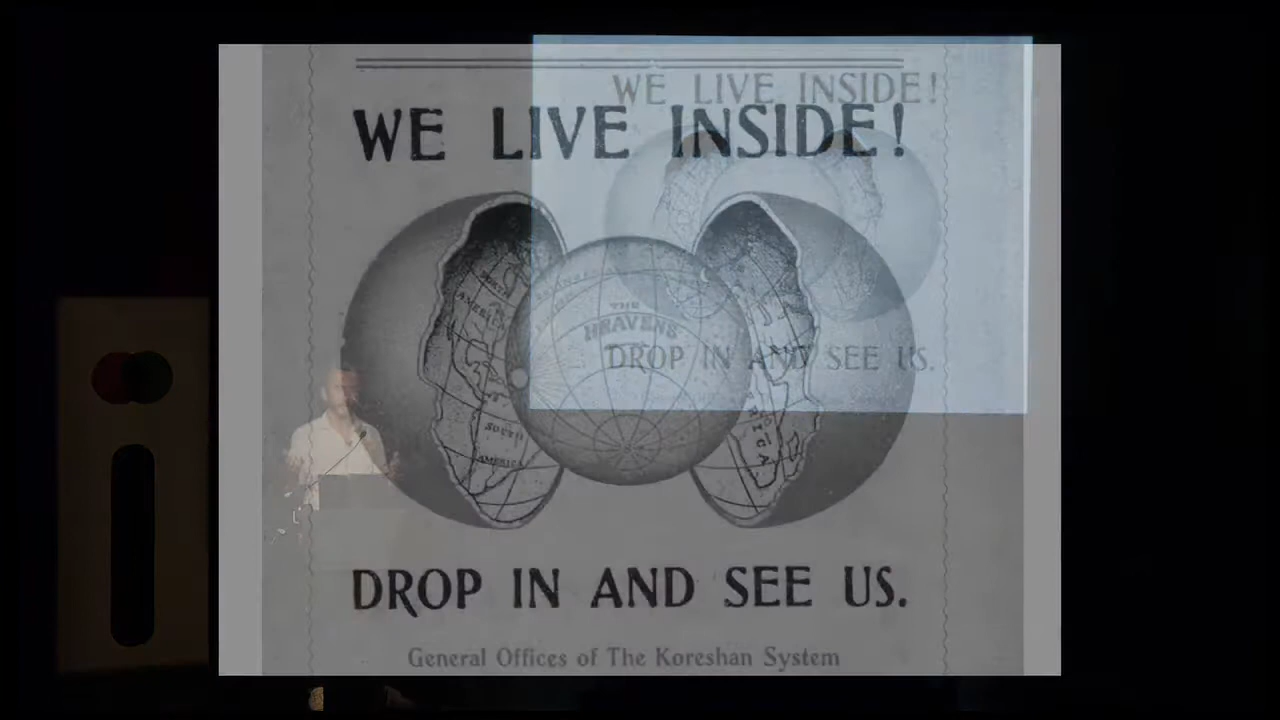 WE LIVE INSIDE!
WE LIVE INSIDE!
NORTH
AMERICA
THE
HEAVENS
DROP IN AND SEE US.
SOUTH
AMERICA
DROP IN AND SEE US.
General Offices of The Koreshan System